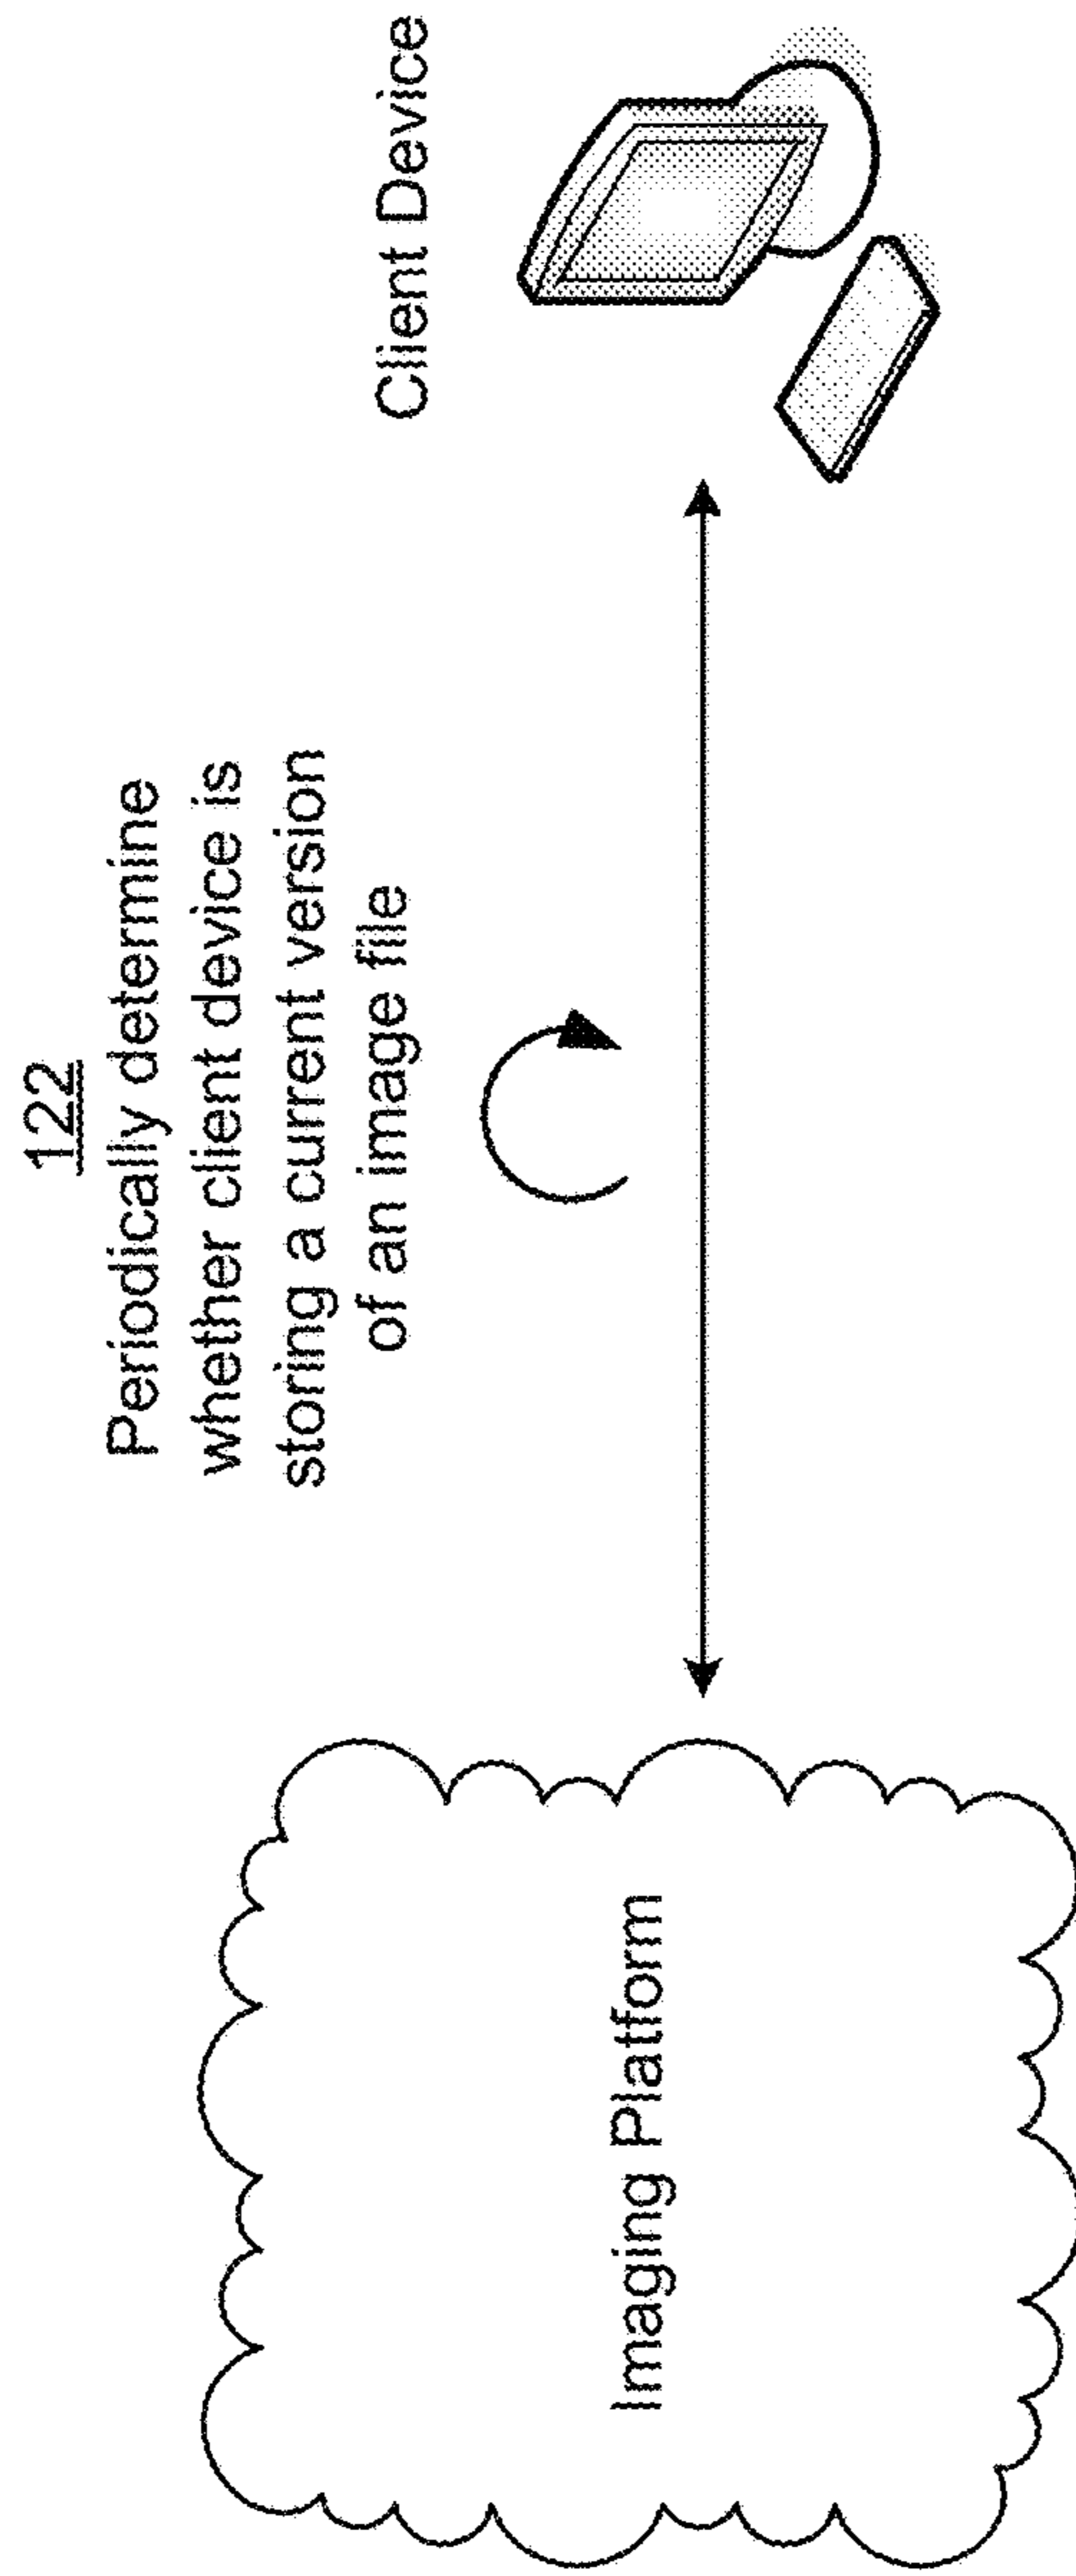 122
Periodically determine
whether client device is
storing a current version
of an image file
Client Device
Imaging Platform